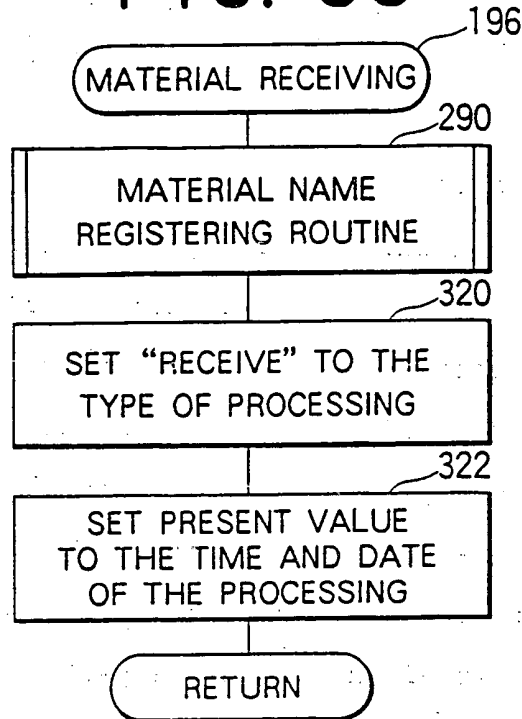 196
MATERIAL RECEIVING
290
MATERIAL NAME
REGISTERING ROUTINE
320
SET "RECEIVE" TO THE
TYPE OF PROCESSING
322
SET PRESENT VALUE
TO THE TIME AND DATE
OF THE PROCESSING
RETURN